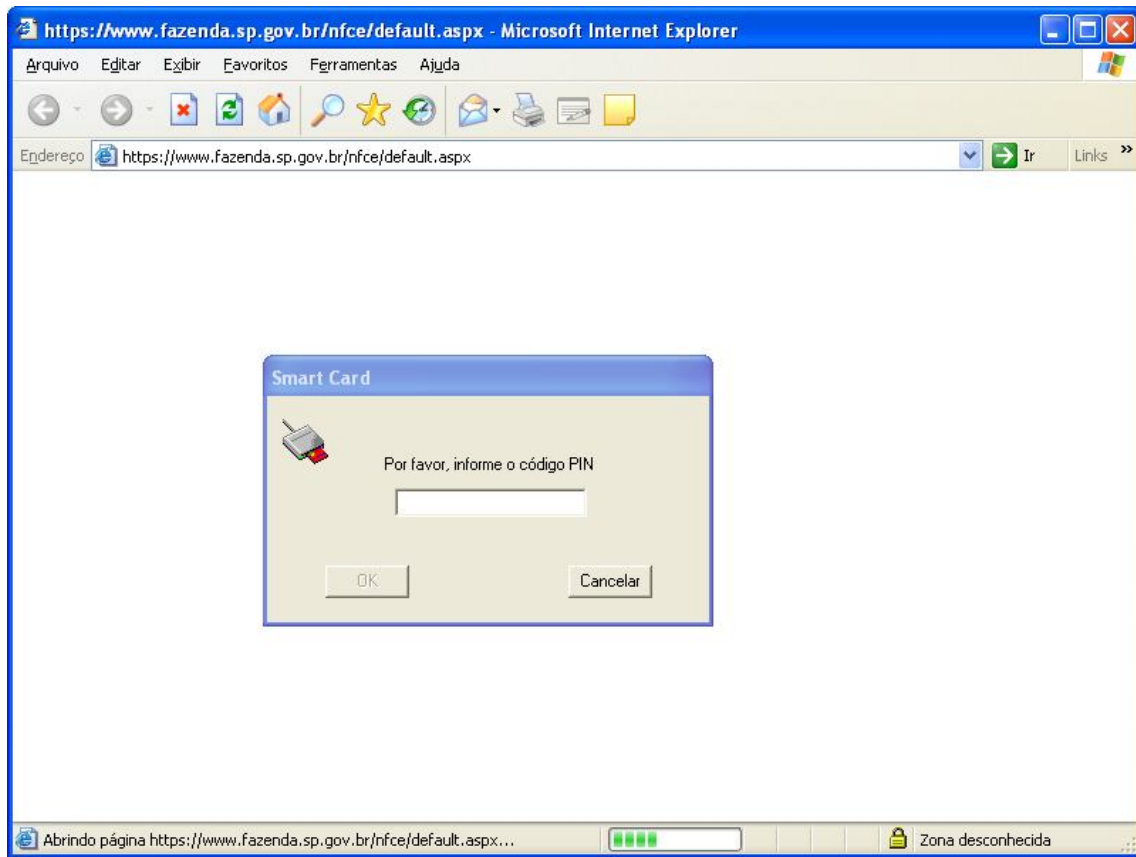 https://www.fazenda.sp.gov.br/nfce/default.aspx - Microsoft Internet Explorer
Arquivo Editar Exibir Favoritos Ferramentas Ajuda
Endereço https://www.fazenda.sp.gov.br/nfce/default.aspx Ir Links »
Smart Card
Por favor, informe o código PIN
OK Cancelar
Abrindo página https://www.fazenda.sp.gov.br/nfce/default.aspx... Zona desconhecida